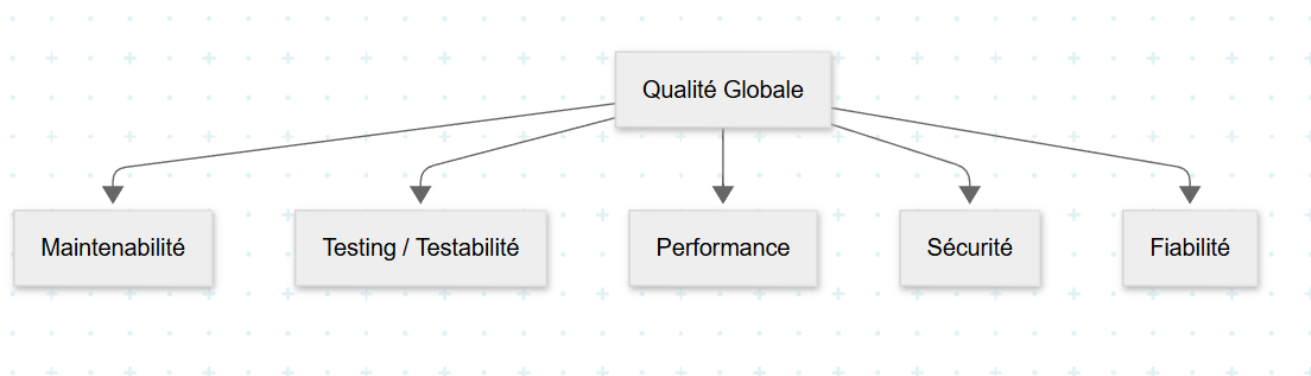 Qualité Globale
Maintenabilité
Testing / Testabilité
Performance
Sécurité
Fiabilité